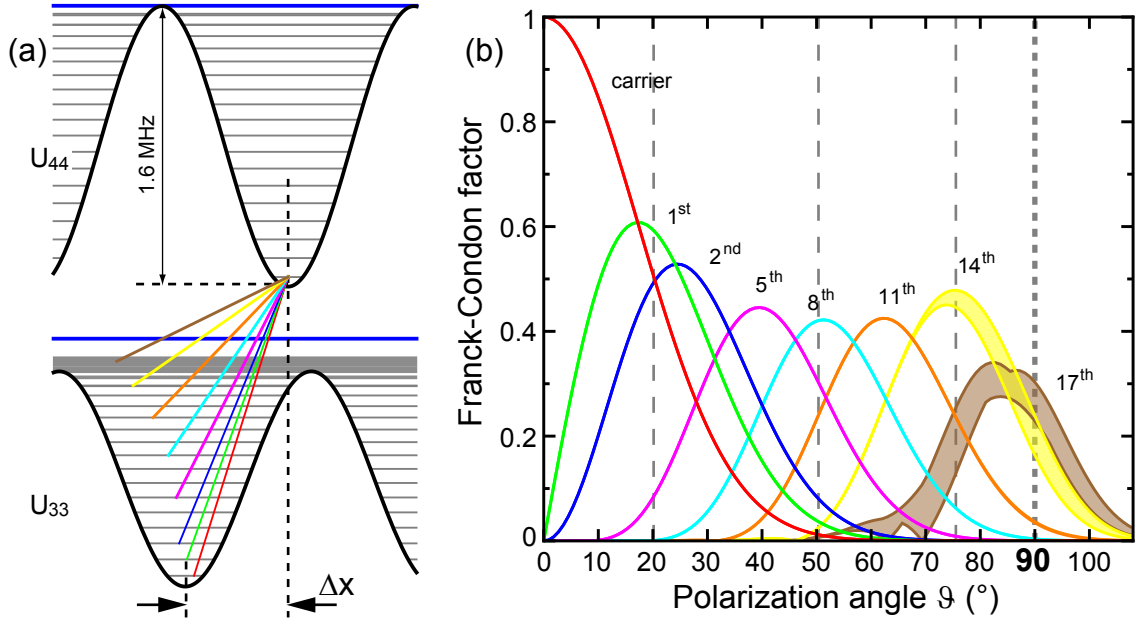 (a)
U44
1.6 MHz
U33
Δx
(b)
Franck-Condon factor
1
0.8
0.6
0.4
0.2
0
carrier
1st
2nd
5th
8th
11th
14th
17th
0 10 20 30 40 50 60 70 80 90 100
Polarization angle ϑ (°)